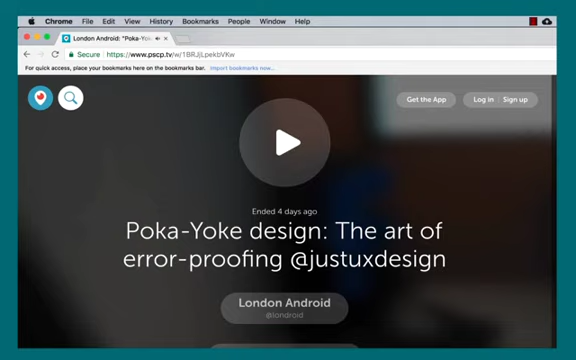 Chrome File Edit View History Bookmarks People Window Help
London Android: "Poka-Yok
Secure https://www.pscp.tv/w/1BRJjLpekbVKw
For quick access, place your bookmarks here on the bookmarks bar. Import bookmarks now...
Get the App Log in Sign up
Ended 4 days ago
Poka-Yoke design: The art of
error-proofing @justuxdesign
London Android
@londroid